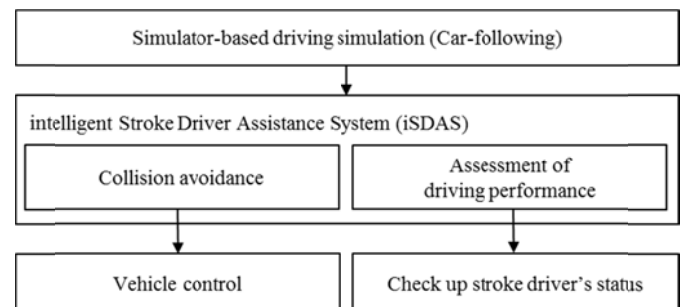 Simulator-based driving simulation (Car-following)
intelligent Stroke Driver Assistance System (iSDAS)
Collision avoidance
Assessment of
driving performance
Vehicle control
Check up stroke driver's status